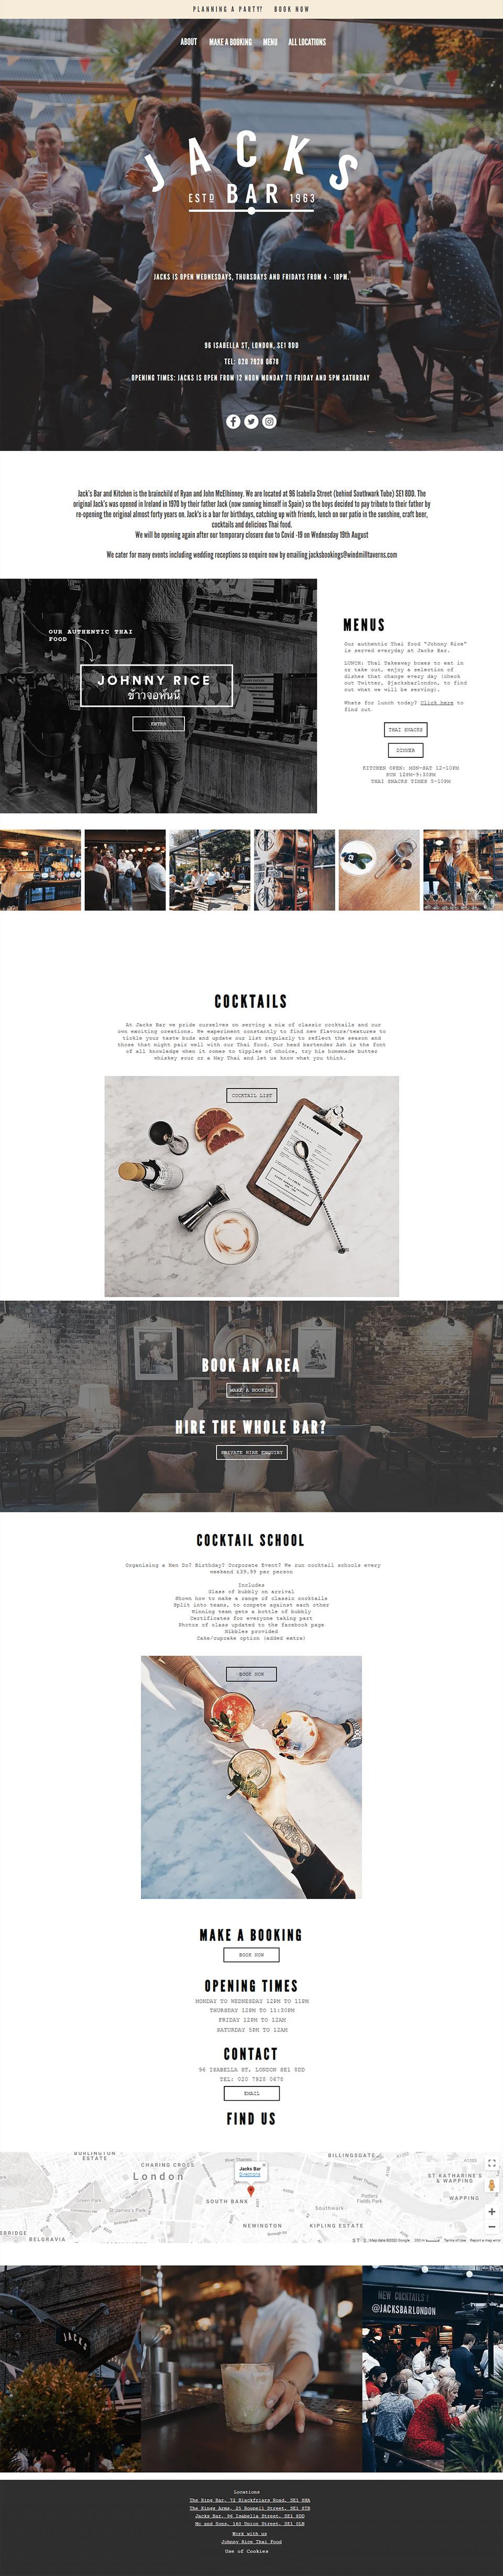 PLANNING A PARTY? BOOK NOW
ABOUT MAKE A BOOKING MENU ALL LOCATIONS
JACKS
ESTD BAR 1963
JACKS IS OPEN WEDNESDAYS, THURSDAYS AND FRIDAYS FROM 4 - 10PM.
96 ISABELLA ST, LONDON, SE1 8DD
TEL: 020 7928 0678
OPENING TIMES: JACKS IS OPEN FROM 12 NOON MONDAY TO FRIDAY AND 5PM SATURDAY
Jack's Bar and Kitchen is the brainchild of Ryan and John McElhinney. We are located at 96 Isabella Street (behind Southwark Tube) SE1 8DD. The
original Jack's was opened in Ireland in 1970 by their father Jack (now sunning himself in Spain) so the boys decided to pay tribute to their father by
re-opening the original almost forty years on. Jack's is a bar for birthdays, catching up with friends, lunch on our patio in the sunshine, craft beer,
cocktails and delicious Thai food.
We will be opening again after our temporary closure due to Covid -19 on Wednesday 19th August
We cater for many events including wedding receptions so enquire now by emailing jacksbookings@windmilltaverns.com
OUR AUTHENTIC THAI
FOOD
JOHNNY RICE
ข้าวจอห์นนี่
ENTER
MENUS
Our authentic Thai food "Johnny Rice"
is served everyday at Jacks Bar.
LUNCH: Thai Takeaway boxes to eat in
or take out, enjoy a selection of
dishes that change every day (check
out Twitter, @jacksbarlondon, to find
out what we will be serving).
Whats for lunch today? Click here to
find out
THAI SNACKS
DINNER
KITCHEN OPEN: MON-SAT 12-10PM
SUN 12PM-9:30PM
THAI SNACKS TIMES 5-10PM
COCKTAILS
At Jacks Bar we pride ourselves on serving a mix of classic cocktails and our
own exciting creations. We experiment constantly to find new flavours/textures to
tickle your taste buds and update our list regularly to reflect the season and
those that might pair well with our Thai food. Our head bartender Ash is the font
of all knowledge when it comes to tipples of choice, try his homemade butter
whiskey sour or a May Thai and let us know what you think.
COCKTAIL LIST
BOOK AN AREA
MAKE A BOOKING
HIRE THE WHOLE BAR?
PRIVATE HIRE ENQUIRY
COCKTAIL SCHOOL
Organising a Hen Do? Birthday? Corporate Event? We run cocktail schools every
weekend £39.99 per person
Includes
Glass of bubbly on arrival
Shown how to make a range of classic cocktails
Split into teams, to compete against each other
Winning team gets a bottle of bubbly
Certificates for everyone taking part
Photos of class updated to the facebook page
Nibbles provided
Cake/cupcake option (added extra)
BOOK NOW
MAKE A BOOKING
BOOK NOW
OPENING TIMES
MONDAY TO WEDNESDAY 12PM TO 11PM
THURSDAY 12PM TO 11:30PM
FRIDAY 12PM TO 12AM
SATURDAY 5PM TO 12AM
CONTACT
96 ISABELLA ST, LONDON SE1 8DD
TEL: 020 7928 0678
EMAIL
FIND US
BURLINGTON
ESTATE
CHARING CROSS
London
Jacks Bar
Directions
BILLINGSGATE
ST KATHARINE'S
& WAPPING
WAPPING
Green Park
St James's Park
SOUTH BANK
Southwark
Potters
Fields Park
NEWINGTON
KIPLING ESTATE
BELGRAVIA
Map data ©2020 Google
Terms of Use
Report a map error
JACKS
NEW COCKTAILS!
@JACKSBARLONDON
Locations
The Ring Bar, 72 Blackfriars Road, SE1 8HA
The Kings Arms, 25 Roupell Street, SE1 8TB
Jacks Bar, 96 Isabella Street, SE1 8DD
Mc and Sons, 160 Union Street, SE1 0LH
Work with us
Johnny Rice Thai Food
Use of Cookies